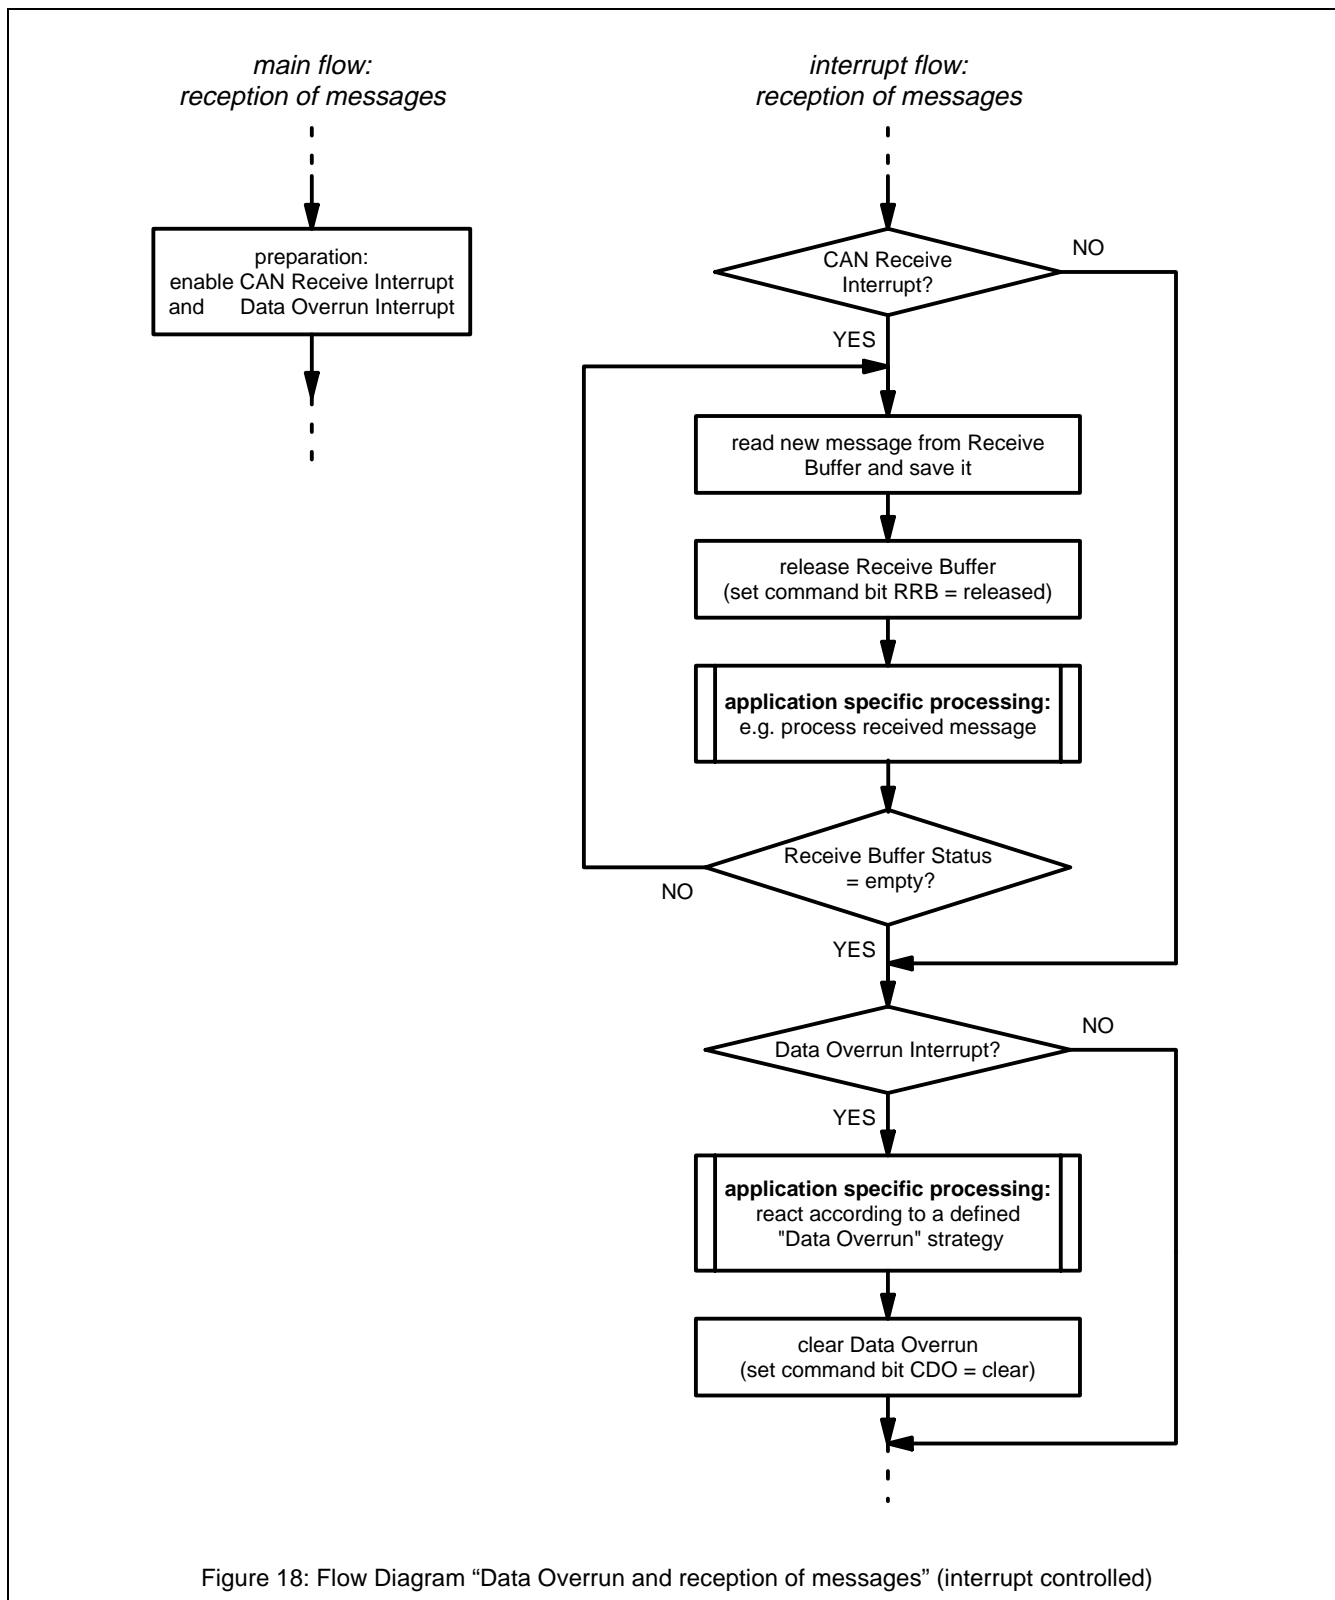 main flow:
reception of messages
preparation:
enable CAN Receive Interrupt
and Data Overrun Interrupt
interrupt flow:
reception of messages
CAN Receive
Interrupt?
NO
YES
read new message from Receive
Buffer and save it
release Receive Buffer
(set command bit RRB = released)
application specific processing:
e.g. process received message
Receive Buffer Status
= empty?
NO
YES
Data Overrun Interrupt?
NO
YES
application specific processing:
react according to a defined
"Data Overrun" strategy
clear Data Overrun
(set command bit CDO = clear)
Figure 18: Flow Diagram “Data Overrun and reception of messages” (interrupt controlled)